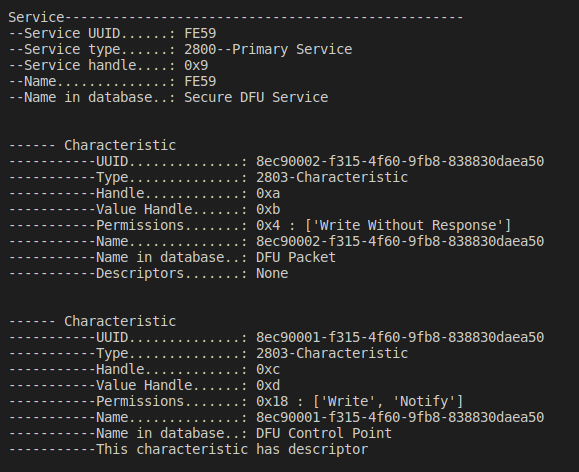 Service--------------------------------------------------
--Service UUID......: FE59
--Service type......: 2800--Primary Service
--Service handle....: 0x9
--Name..............: FE59
--Name in database..: Secure DFU Service
------ Characteristic
-----------UUID..............: 8ec90002-f315-4f60-9fb8-838830daea50
-----------Type..............: 2803-Characteristic
-----------Handle............: 0xa
-----------Value Handle......: 0xb
-----------Permissions.......: 0x4 : ['Write Without Response']
-----------Name..............: 8ec90002-f315-4f60-9fb8-838830daea50
-----------Name in database..: DFU Packet
-----------Descriptors.......: None
------ Characteristic
-----------UUID..............: 8ec90001-f315-4f60-9fb8-838830daea50
-----------Type..............: 2803-Characteristic
-----------Handle............: 0xc
-----------Value Handle......: 0xd
-----------Permissions.......: 0x18 : ['Write', 'Notify']
-----------Name..............: 8ec90001-f315-4f60-9fb8-838830daea50
-----------Name in database..: DFU Control Point
-----------This characteristic has descriptor